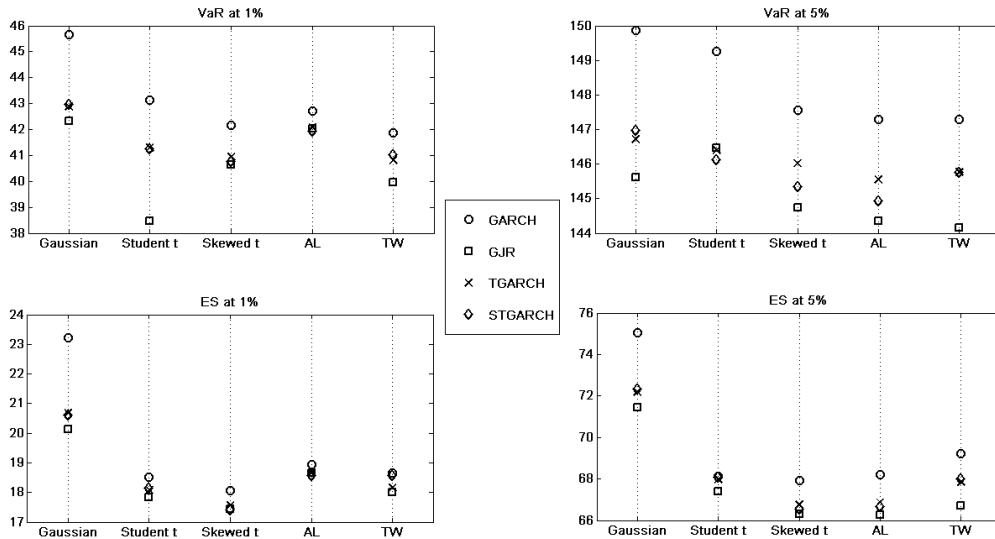 VaR at 1%
46
45
44
43
42
41
40
39
38
Gaussian Student t Skewed t AL TW
VaR at 5%
150
149
148
147
146
145
144
Gaussian Student t Skewed t AL TW
GARCH
GJR
TGARCH
STGARCH
ES at 1%
24
23
22
21
20
19
18
17
Gaussian Student t Skewed t AL TW
ES at 5%
76
74
72
70
68
66
Gaussian Student t Skewed t AL TW